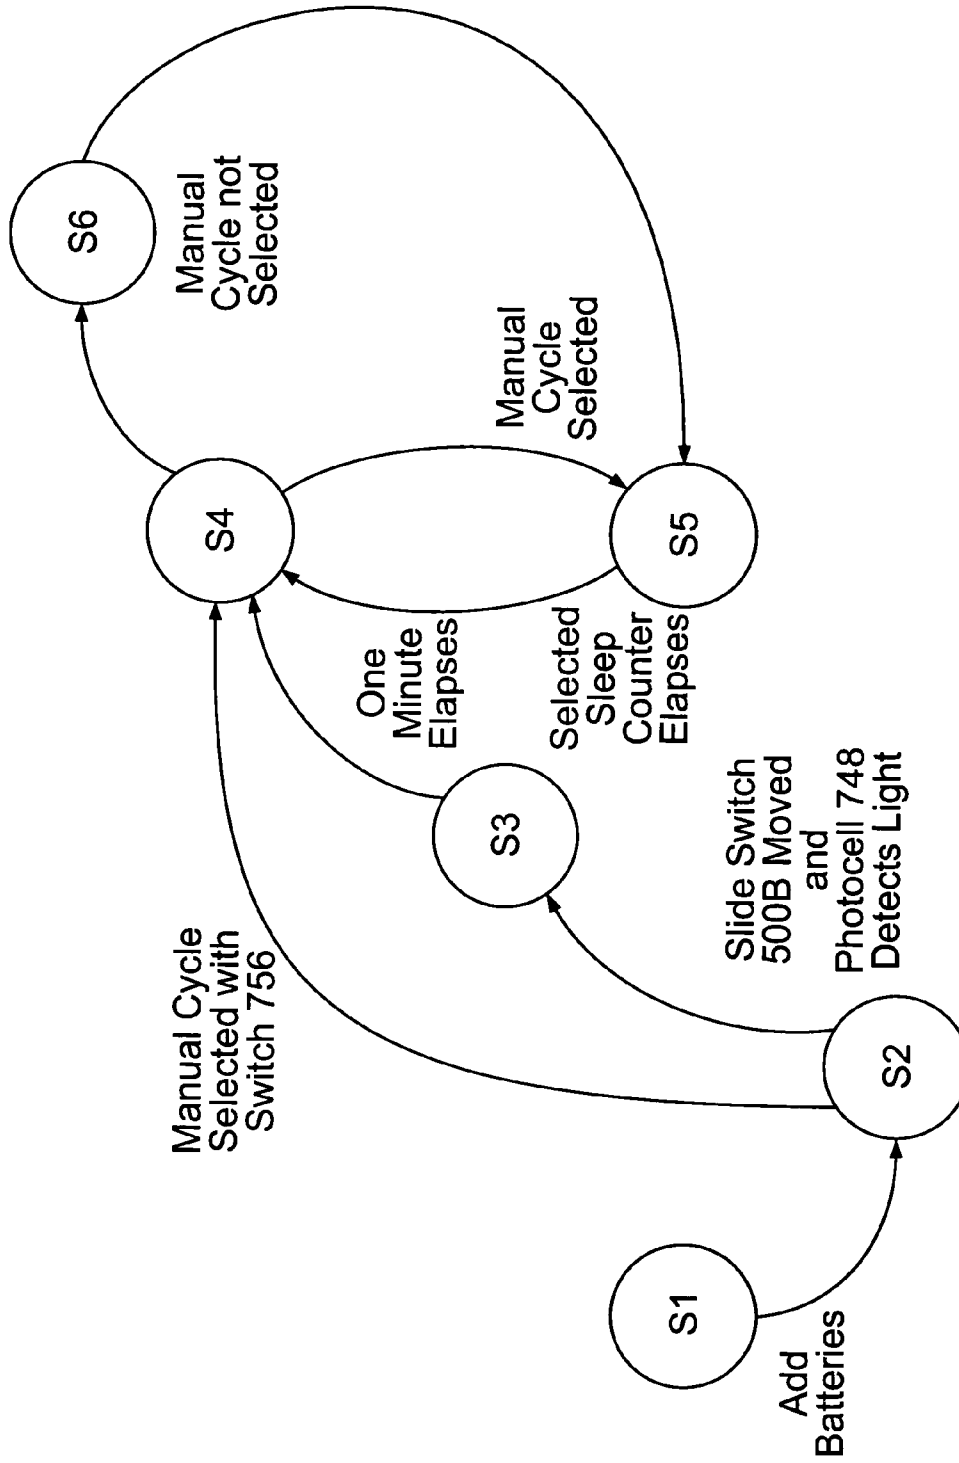 S1
Add
Batteries
S2
Manual Cycle
Selected with
Switch 756
Slide Switch
500B Moved
and
Photocell 748
Detects Light
S3
One
Minute
Elapses
S4
Selected
Sleep
Counter
Elapses
S5
Manual
Cycle
Selected
S6
Manual
Cycle not
Selected